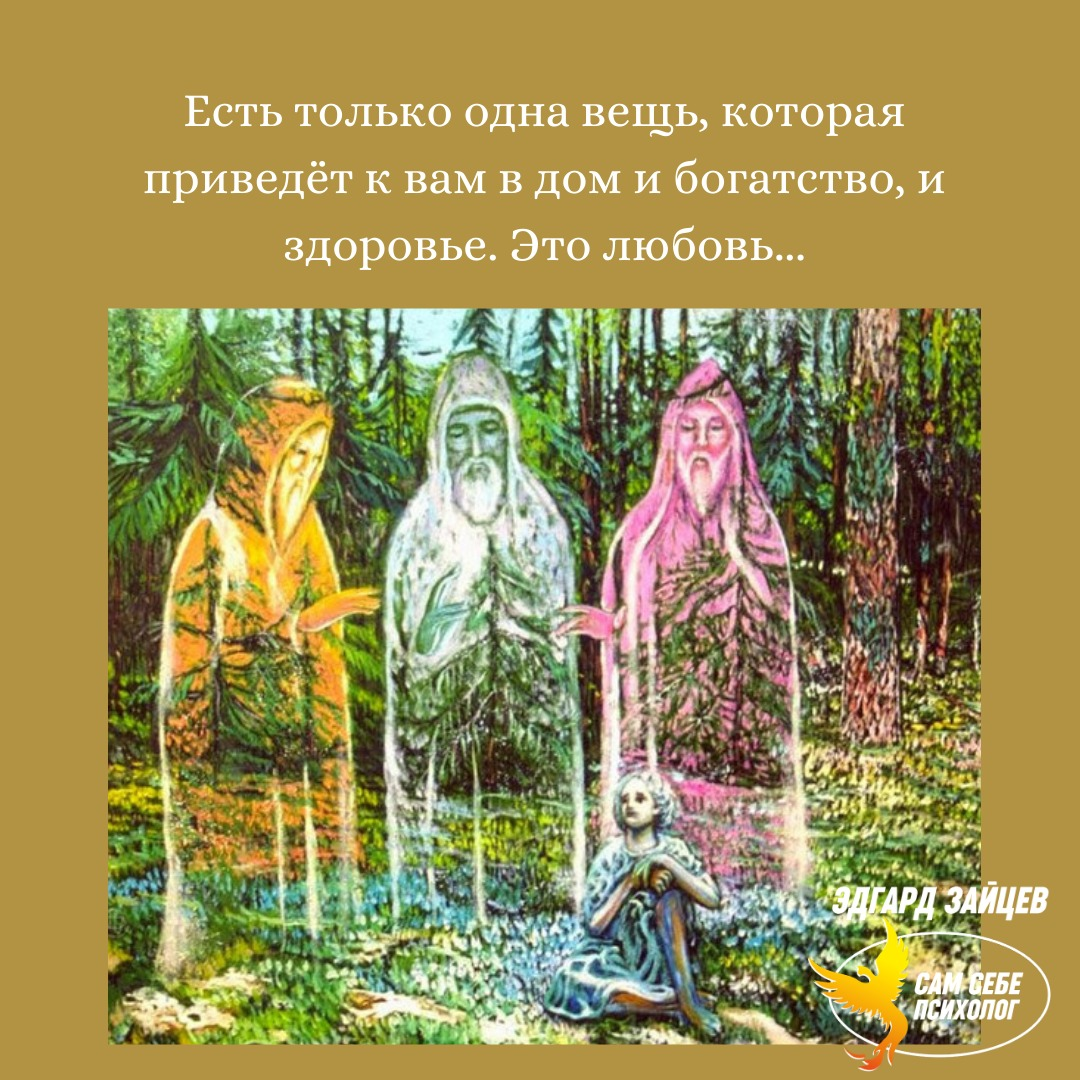 Есть только одна вещь, которая
приведёт к вам в дом и богатство, и
здоровье. Это любовь...
ЭДГАРД ЗАЙЦЕВ
САМ СЕБЕ
ПСИХОЛОГ